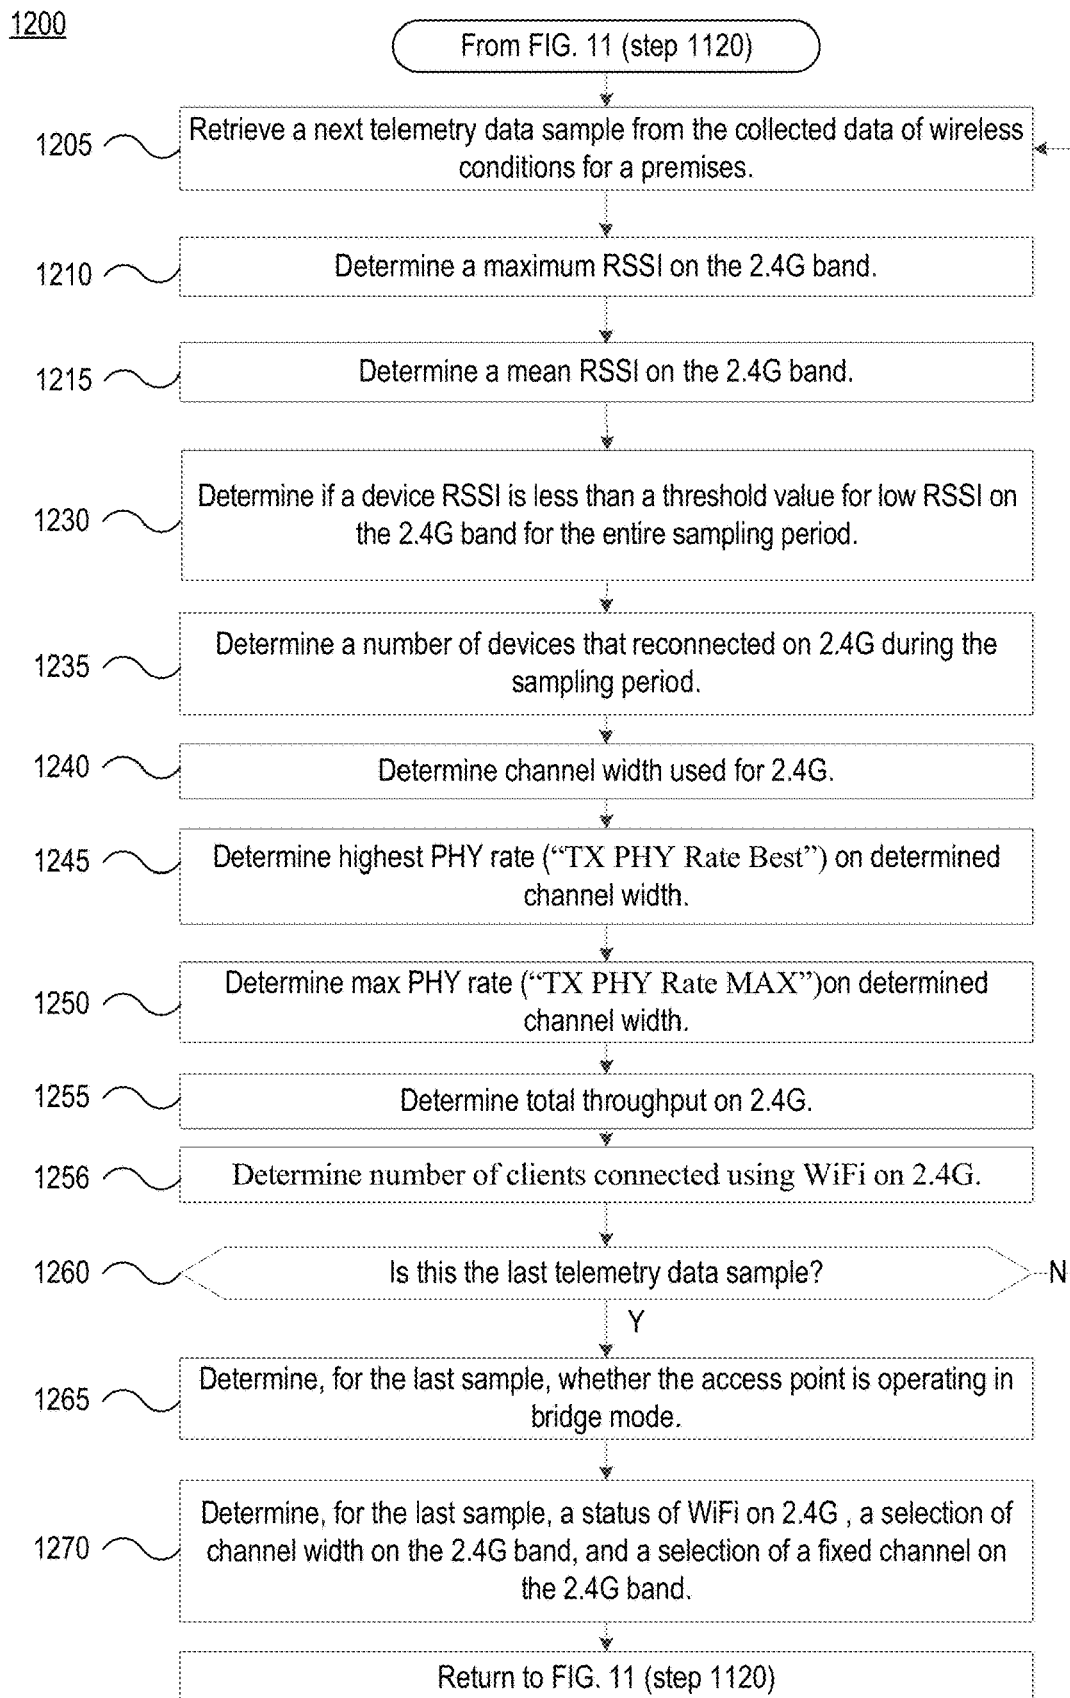 1200
From FIG. 11 (step 1120)
1205
Retrieve a next telemetry data sample from the collected data of wireless
conditions for a premises.
1210
Determine a maximum RSSI on the 2.4G band.
1215
Determine a mean RSSI on the 2.4G band.
1230
Determine if a device RSSI is less than a threshold value for low RSSI on
the 2.4G band for the entire sampling period.
1235
Determine a number of devices that reconnected on 2.4G during the
sampling period.
1240
Determine channel width used for 2.4G.
1245
Determine highest PHY rate (“TX PHY Rate Best”) on determined
channel width.
1250
Determine max PHY rate (“TX PHY Rate MAX”)on determined
channel width.
1255
Determine total throughput on 2.4G.
1256
Determine number of clients connected using WiFi on 2.4G.
1260
Is this the last telemetry data sample?
N
Y
1265
Determine, for the last sample, whether the access point is operating in
bridge mode.
1270
Determine, for the last sample, a status of WiFi on 2.4G , a selection of
channel width on the 2.4G band, and a selection of a fixed channel on
the 2.4G band.
Return to FIG. 11 (step 1120)